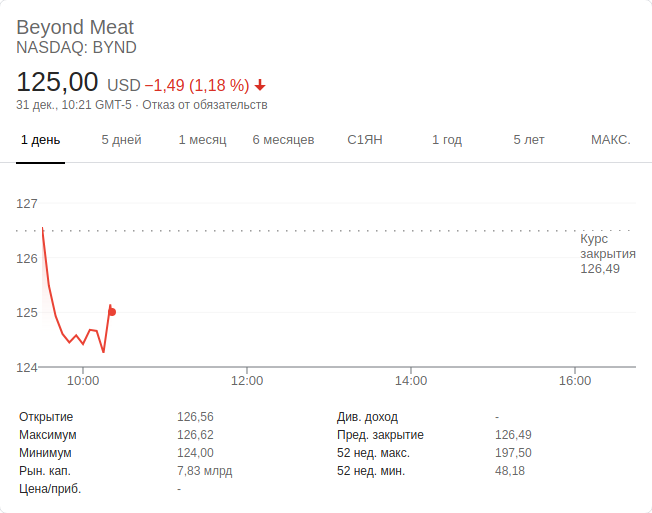 Beyond Meat
NASDAQ: BYND
125,00 USD −1,49 (1,18 %)
31 дек., 10:21 GMT-5 · Отказ от обязательств
1 день 5 дней 1 месяц 6 месяцев С1ЯН 1 год 5 лет МАКС.
127
126
125
124
Курс
закрытия
126,49
10:00 12:00 14:00 16:00
Открытие 126,56 Див. доход -
Максимум 126,62 Пред. закрытие 126,49
Минимум 124,00 52 нед. макс. 197,50
Рын. кап. 7,83 млрд 52 нед. мин. 48,18
Цена/приб. -